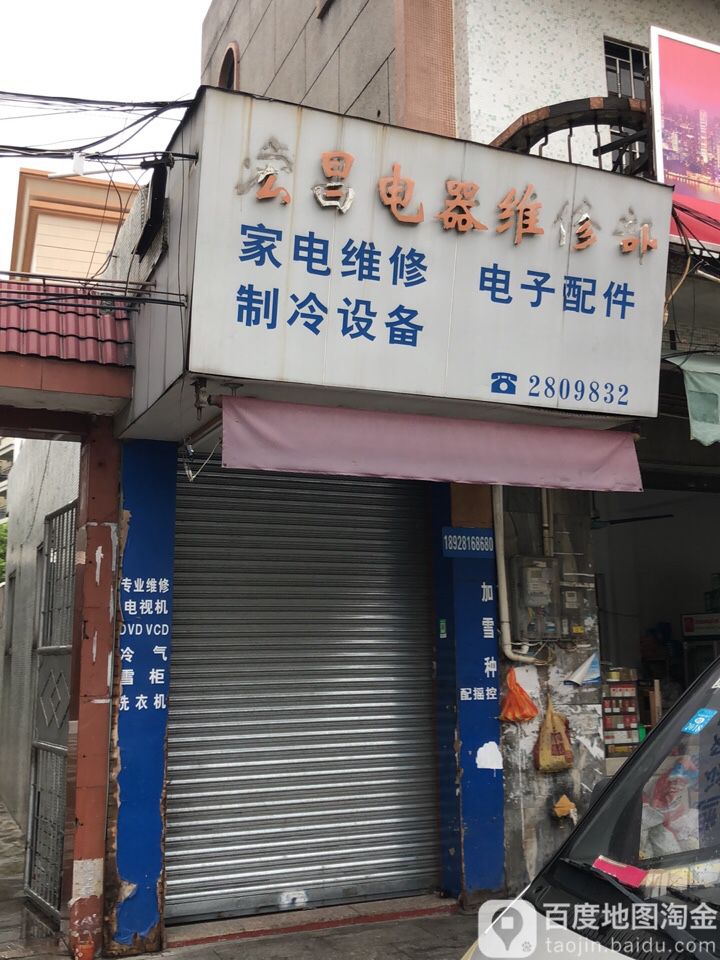 法昌电器维修部
家电维修 电子配件
制冷设备
☎2809832
专业维修
电视机
DVD VCD
冷气
雪柜
洗衣机
18928168680
加雪种
配摇控
百度地图淘金
taojin.baidu.com